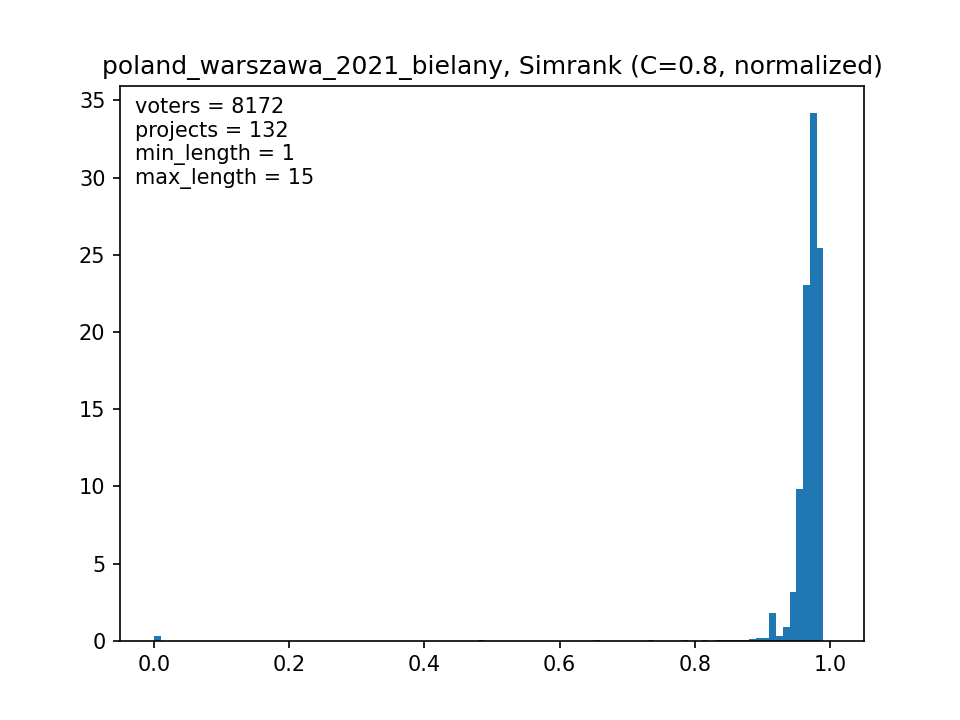 poland_warszawa_2021_bielany, Simrank (C=0.8, normalized)
voters = 8172
projects = 132
min_length = 1
max_length = 15
35
30
25
20
15
10
5
0
0.0 0.2 0.4 0.6 0.8 1.0